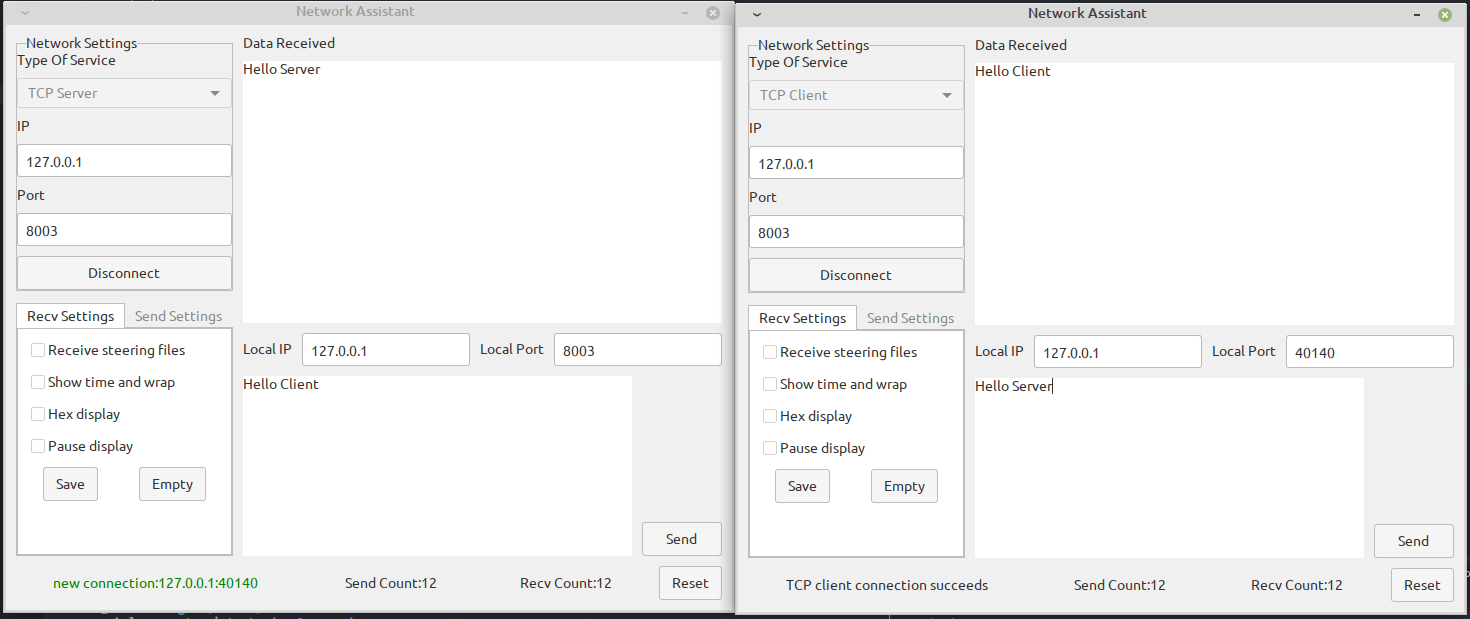 Network Assistant
Network Settings
Type Of Service
TCP Server
IP
127.0.0.1
Port
8003
Disconnect
Recv Settings Send Settings
Receive steering files
Show time and wrap
Hex display
Pause display
Save Empty
Data Received
Hello Server
Local IP 127.0.0.1 Local Port 8003
Hello Client
Send
new connection:127.0.0.1:40140 Send Count:12 Recv Count:12 Reset
Network Assistant
Network Settings
Type Of Service
TCP Client
IP
127.0.0.1
Port
8003
Disconnect
Recv Settings Send Settings
Receive steering files
Show time and wrap
Hex display
Pause display
Save Empty
Data Received
Hello Client
Local IP 127.0.0.1 Local Port 40140
Hello Server
Send
TCP client connection succeeds Send Count:12 Recv Count:12 Reset